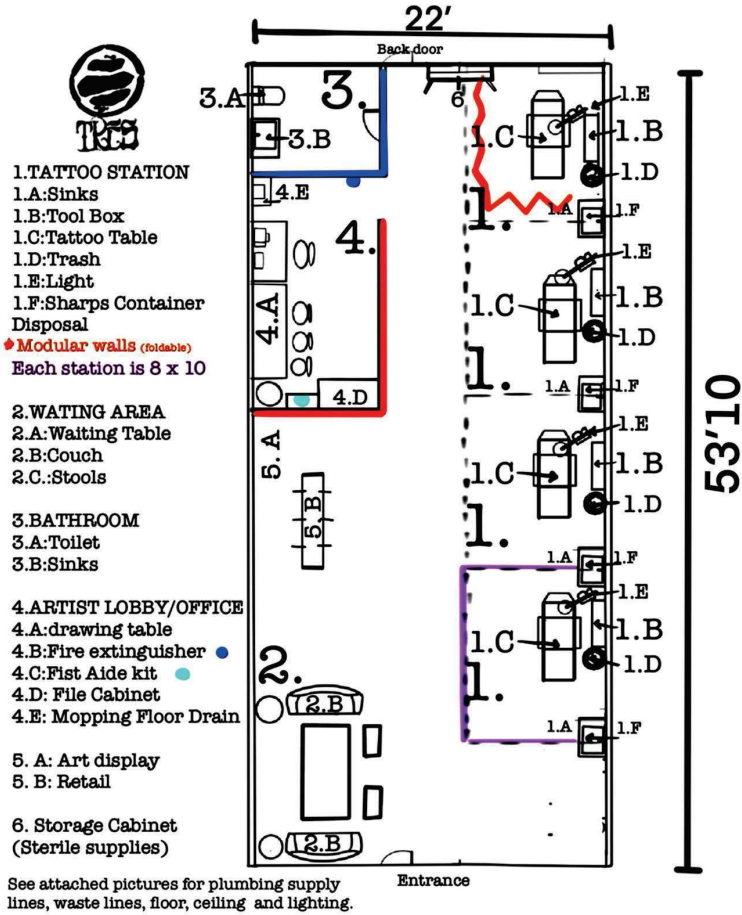 22'
Back door
TRES
1.TATTOO STATION
1.A:Sinks
1.B:Tool Box
1.C:Tattoo Table
1.D:Trash
1.E:Light
1.F:Sharps Container
Disposal
Modular walls (foldable)
Each station is 8 x 10
2.WATING AREA
2.A:Waiting Table
2.B:Couch
2.C.:Stools
3.BATHROOM
3.A:Toilet
3.B:Sinks
4.ARTIST LOBBY/OFFICE
4.A:drawing table
4.B:Fire extinguisher
4.C:Fist Aide kit
4.D: File Cabinet
4.E: Mopping Floor Drain
5. A: Art display
5. B: Retail
6. Storage Cabinet
(Sterile supplies)
See attached pictures for plumbing supply
lines, waste lines, floor, ceiling and lighting.
3.A
3.
3.B
4.E
4.
4.A
4.D
5. A
5. B
2.
2.B
2.B
6
1.C
1.E
1.B
1.D
1.
1.A
1.F
1.E
1.C
1.B
1.D
1.
1.A
1.F
1.E
1.C
1.B
1.D
1.
1.A
1.F
1.E
1.C
1.B
1.D
1.
1.A
1.F
Entrance
53'10